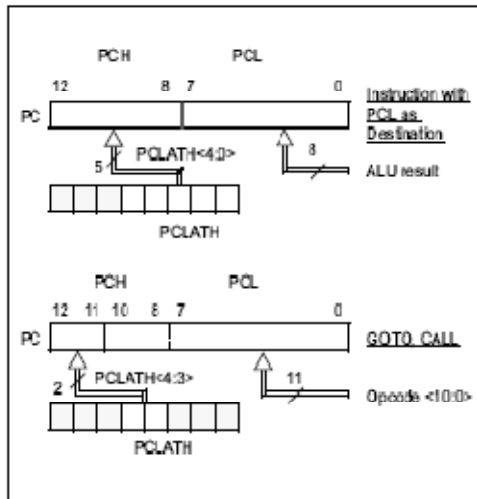 PCH PCL
12 8 7 0
PC
Instruction with
PCL as
Destination
PCLATH<4:0>
5
8
ALU result
PCLATH
PCH PCL
12 11 10 8 7 0
PC
GOTO, CALL
PCLATH<4:3>
2
11
Opcode <10:0>
PCLATH